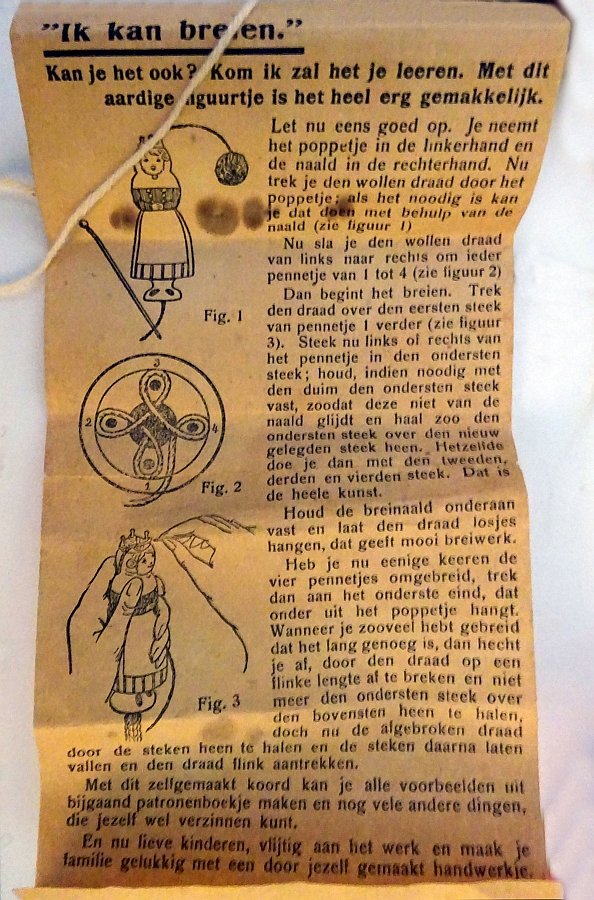 "Ik kan breien."
Kan je het ook? Kom ik zal het je leeren. Met dit
aardige figuurtje is het heel erg gemakkelijk.
Let nu eens goed op. Je neemt
het poppetje in de linkerhand en
de naald in de rechterhand. Nu
trek je den wollen draad door het
poppetje; als het noodig is kan
je dat doen met behulp van de
naald (zie figuur 1)
Nu sla je den wollen draad
van links naar rechts om ieder
pennetje van 1 tot 4 (zie figuur 2)
Dan begint het breien. Trek
den draad over den eersten steek
van pennetje 1 verder (zie figuur
3). Steek nu links of rechts van
het pennetje in den ondersten
steek; houd, indien noodig met
den duim den ondersten steek
vast, zoodat deze niet van de
naald glijdt en haal zoo den
ondersten steek over den nieuw
gelegden steek heen. Hetzelfde
doe je dan met den tweeden,
derden en vierden steek. Dat is
de heele kunst.
Houd de breinaald onderaan
vast en laat den draad losjes
hangen, dat geeft mooi breiwerk.
Heb je nu eenige keeren de
vier pennetjes omgebreid, trek
dan aan het onderste eind, dat
onder uit het poppetje hangt.
Wanneer je zooveel hebt gebreid
dat het lang genoeg is, dan hecht
je af, door den draad op een
flinke lengte af te breken en niet
meer den ondersten steek over
den bovensten heen te halen,
doch nu de afgebroken draad
door de steken heen te halen en de steken daarna laten
vallen en den draad flink aantrekken.
Met dit zelfgemaakt koord kan je alle voorbeelden uit
bijgaand patronenboekje maken en nog vele andere dingen,
die jezelf wel verzinnen kunt.
En nu lieve kinderen, vlijtig aan het werk en maak je
familie gelukkig met een door jezelf gemaakt handwerkje.
Fig. 1
3
2
4
1
Fig. 2
Fig. 3